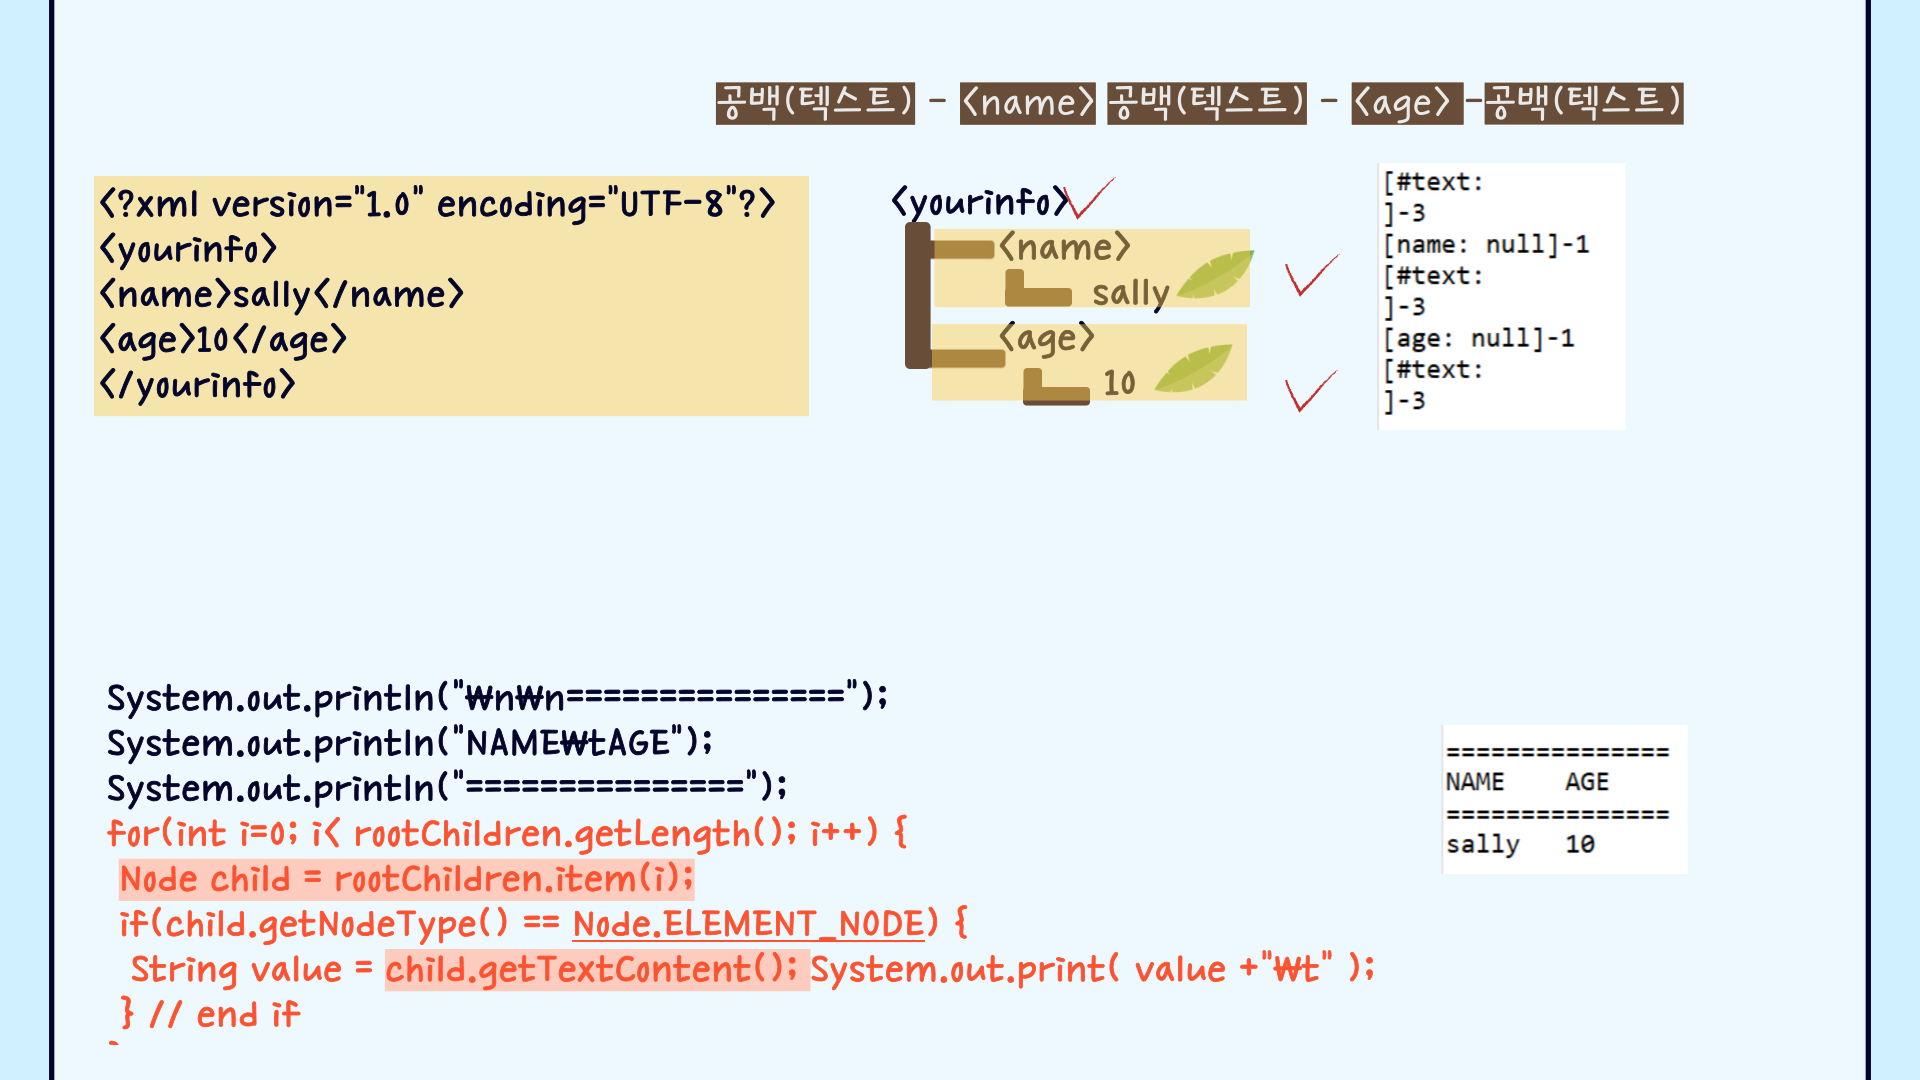 공백(텍스트) - <name> 공백(텍스트) - <age> -공백(텍스트)
<?xml version="1.0" encoding="UTF-8"?>
<yourinfo>
<name>sally</name>
<age>10</age>
</yourinfo>
<yourinfo>
<name>
sally
<age>
10
[#text:
]-3
[name: null]-1
[#text:
]-3
[age: null]-1
[#text:
]-3
System.out.println("₩n₩n===============");
System.out.println("NAME₩tAGE");
System.out.println("===============");
for(int i=0; i< rootChildren.getLength(); i++) {
Node child = rootChildren.item(i);
if(child.getNodeType() == Node.ELEMENT_NODE) {
String value = child.getTextContent(); System.out.print( value +"₩t" );
} // end if
===============
NAME AGE
===============
sally 10